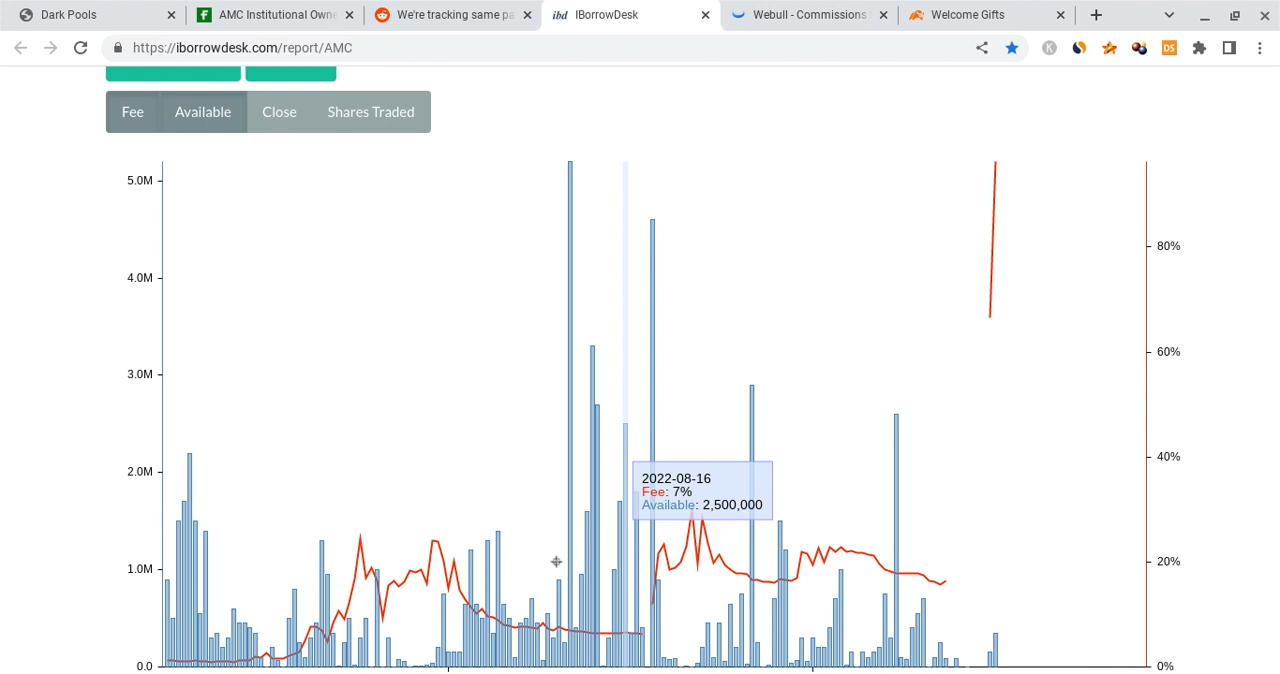 Dark Pools
AMC Institutional Owne
We're tracking same pa
ibd IBorrowDesk
Webull - Commissions
Welcome Gifts
https://iborrowdesk.com/report/AMC
K
DS
Fee Available Close Shares Traded
5.0M
4.0M
3.0M
2.0M
1.0M
0.0
80%
60%
40%
20%
0%
2022-08-16
Fee: 7%
Available: 2,500,000